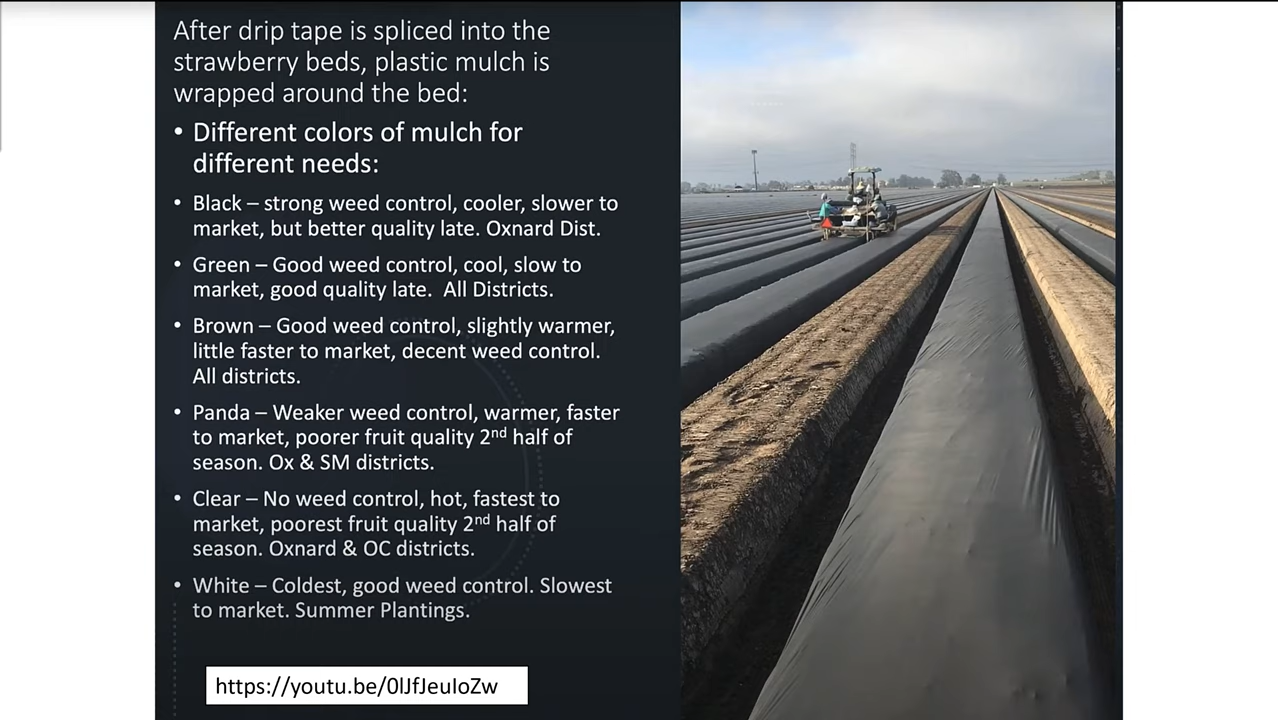 After drip tape is spliced into the
strawberry beds, plastic mulch is
wrapped around the bed:
• Different colors of mulch for
different needs:
• Black – strong weed control, cooler, slower to
market, but better quality late. Oxnard Dist.
• Green – Good weed control, cool, slow to
market, good quality late.  All Districts.
• Brown – Good weed control, slightly warmer,
little faster to market, decent weed control.
All districts.
• Panda – Weaker weed control, warmer, faster
to market, poorer fruit quality 2nd half of
season. Ox & SM districts.
• Clear – No weed control, hot, fastest to
market, poorest fruit quality 2nd half of
season. Oxnard & OC districts.
• White – Coldest, good weed control. Slowest
to market. Summer Plantings.
https://youtu.be/0lJfJeuIoZw